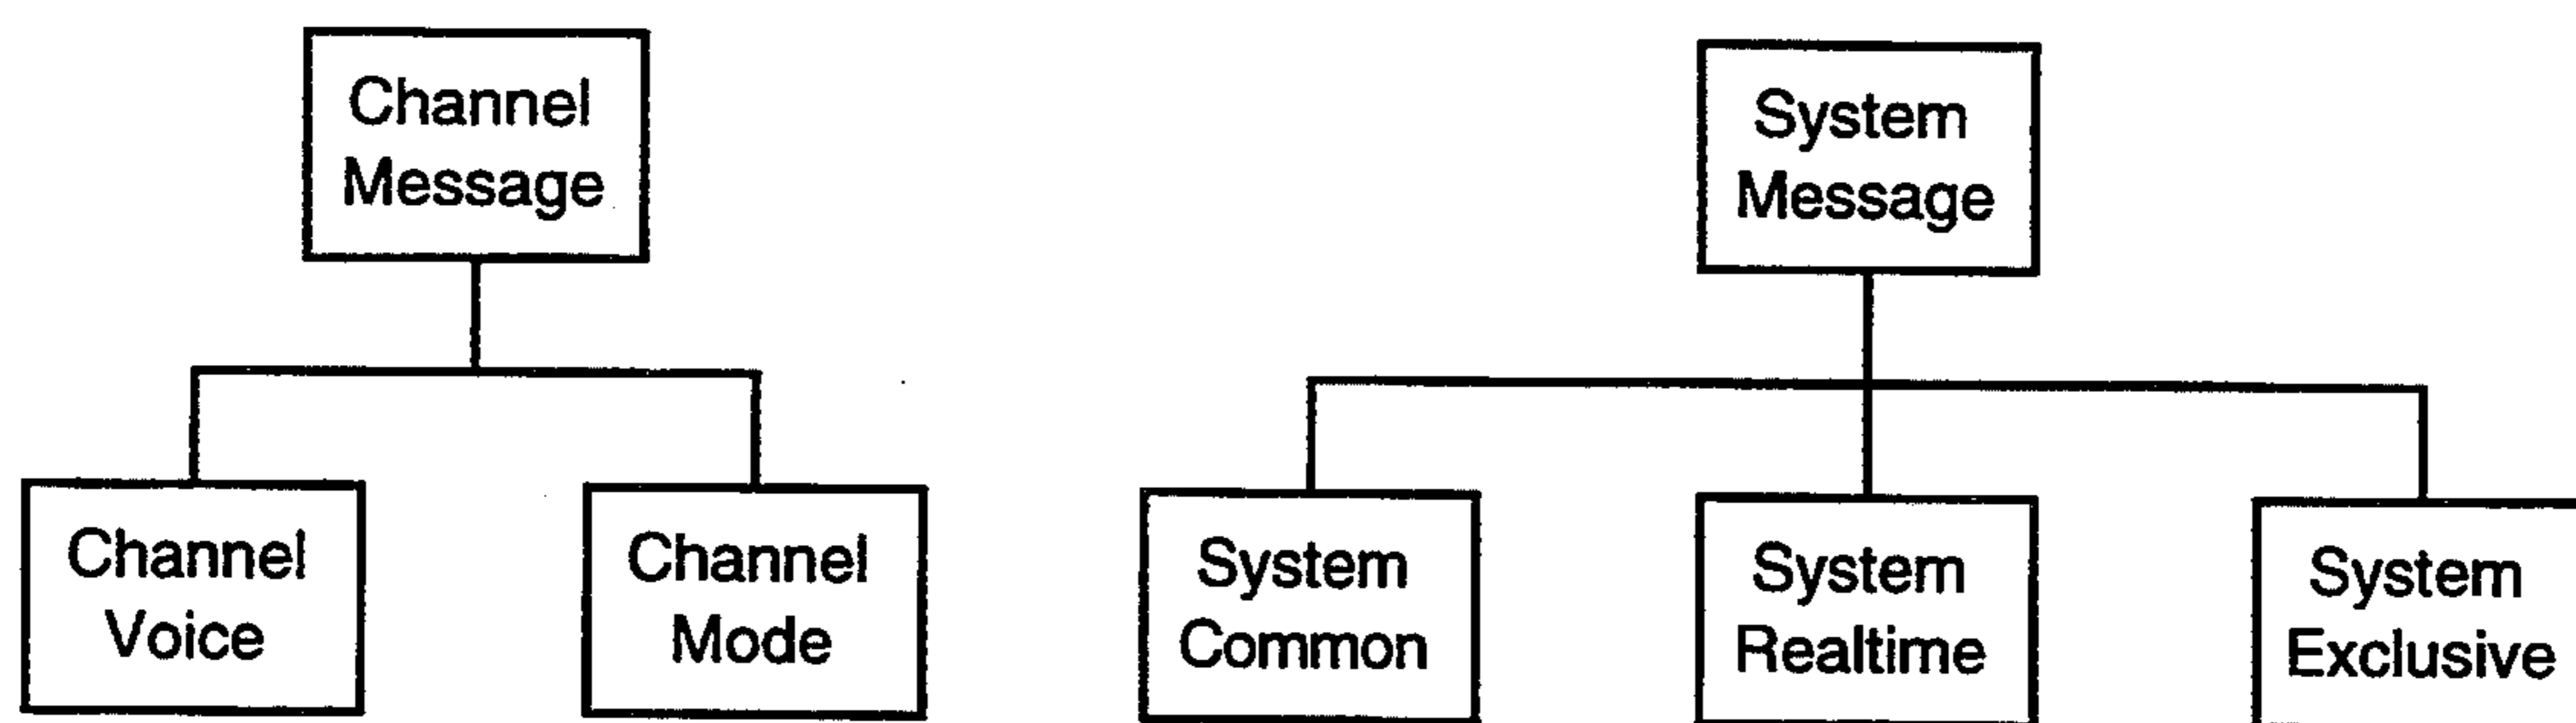 Channel
Message
System
Message
Channel
Voice
Channel
Mode
System
Common
System
Realtime
System
Exclusive